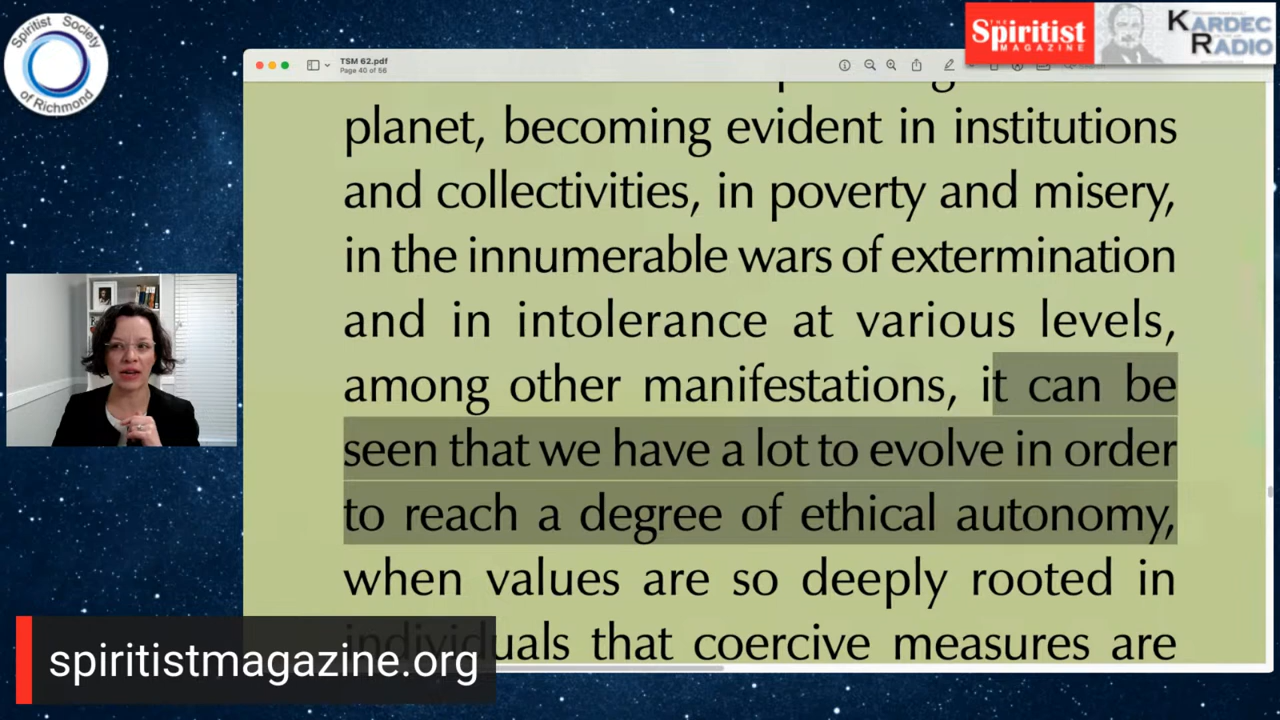 Spiritist Society
of Richmond
THE
Spiritist
MAGAZINE
KARDEC
RADIO
TSM 62.pdf
Page 40 of 56
planet, becoming evident in institutions
and collectivities, in poverty and misery,
in the innumerable wars of extermination
and in intolerance at various levels,
among other manifestations, it can be
seen that we have a lot to evolve in order
to reach a degree of ethical autonomy,
when values are so deeply rooted in
individuals that coercive measures are
spiritistmagazine.org